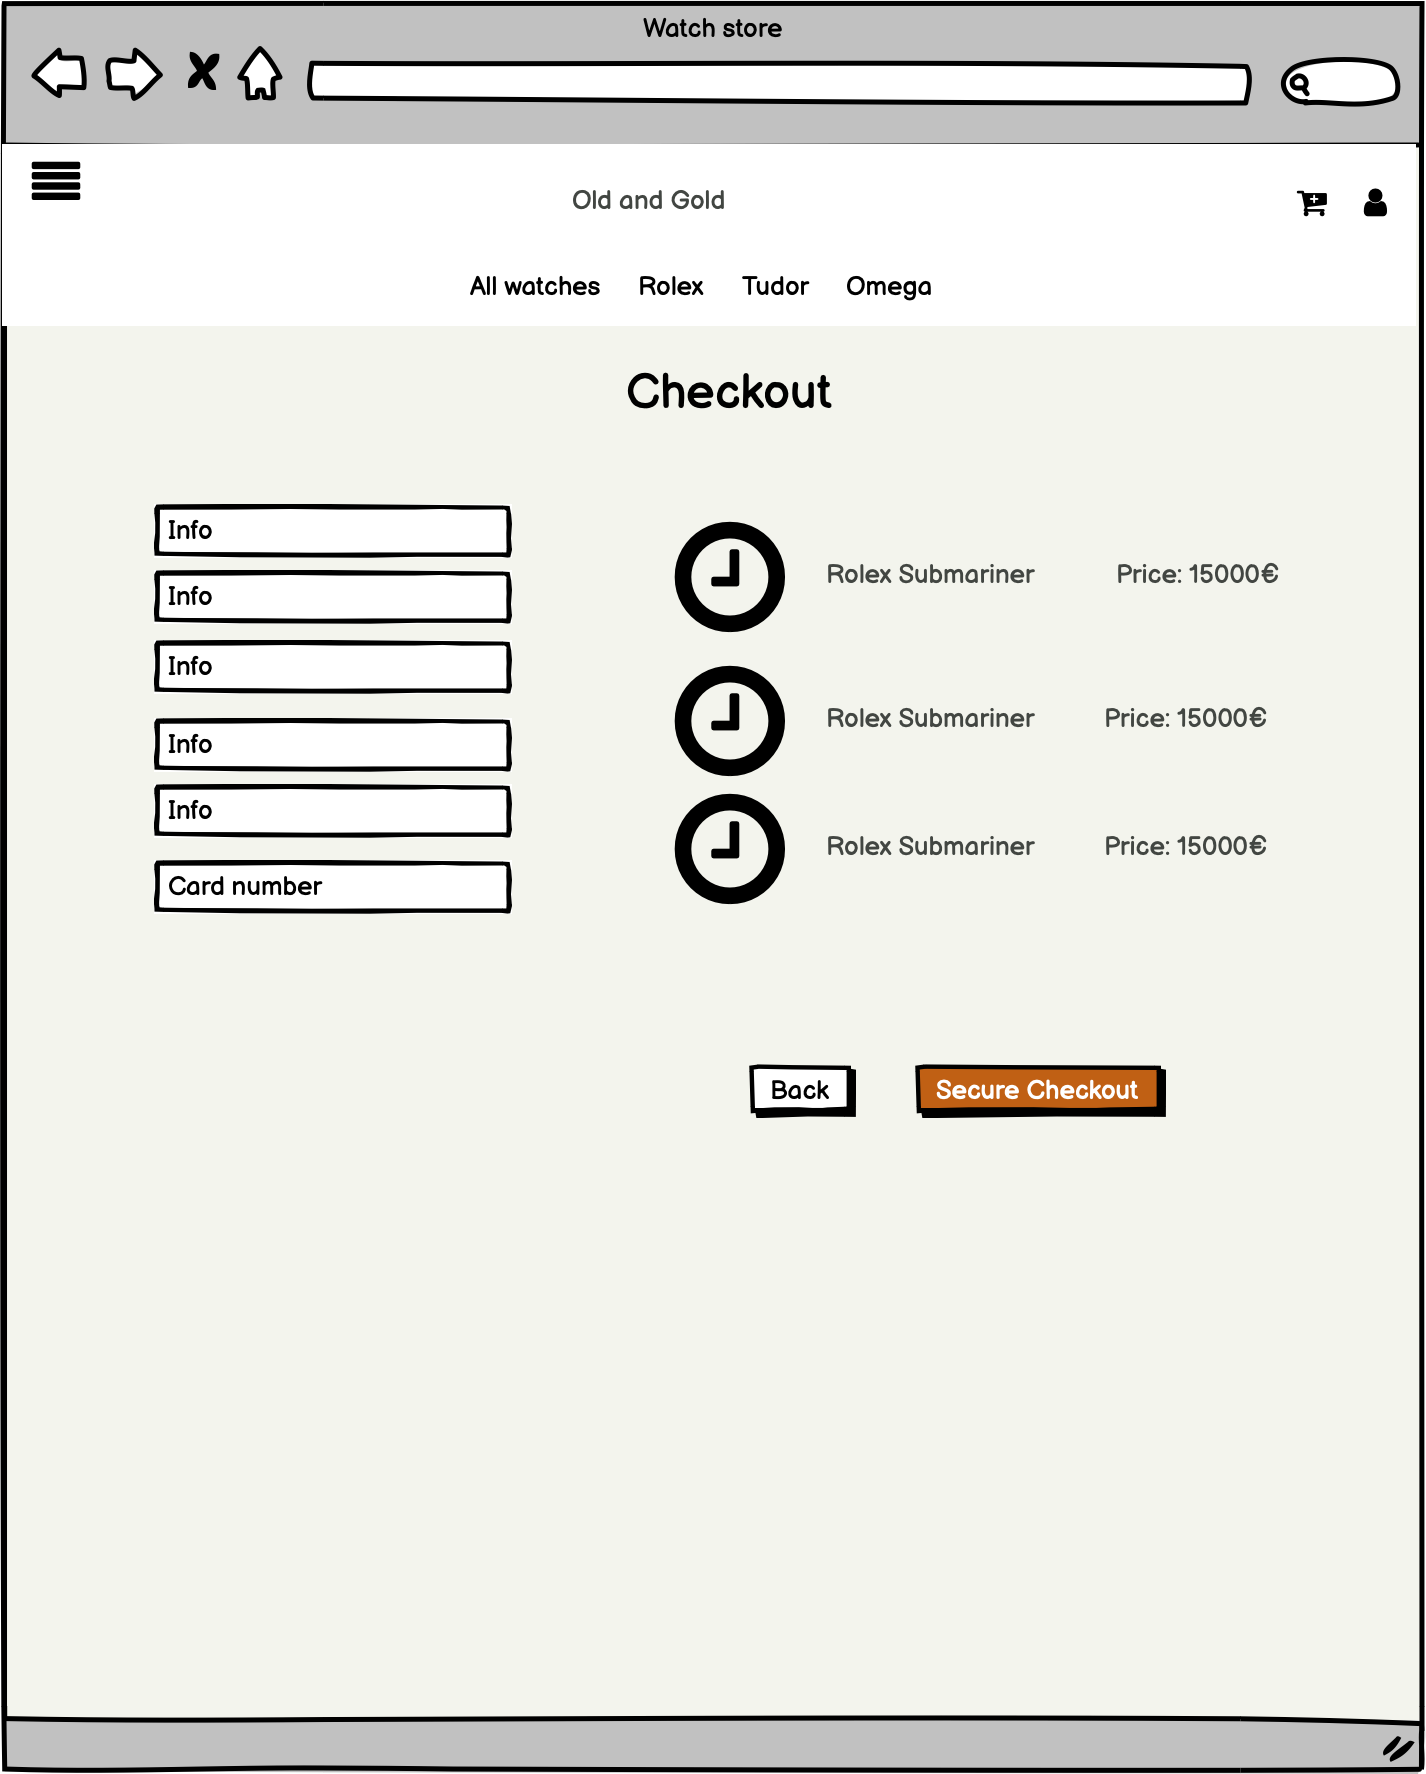 Watch store
Old and Gold
All watches Rolex Tudor Omega
Checkout
Info
Info
Info
Info
Info
Card number
Rolex Submariner Price: 15000€
Rolex Submariner Price: 15000€
Rolex Submariner Price: 15000€
Back Secure Checkout